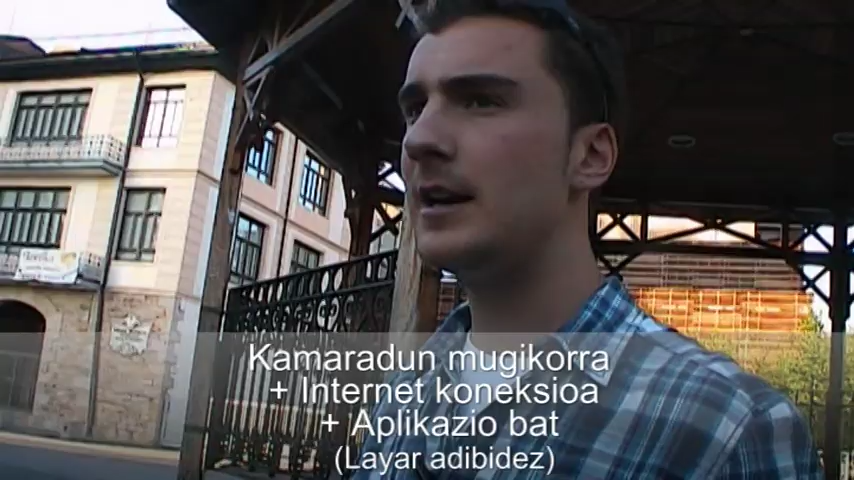 Kamaradun mugikorra
+ Internet koneksioa
+ Aplikazio bat
(Layar adibidez)